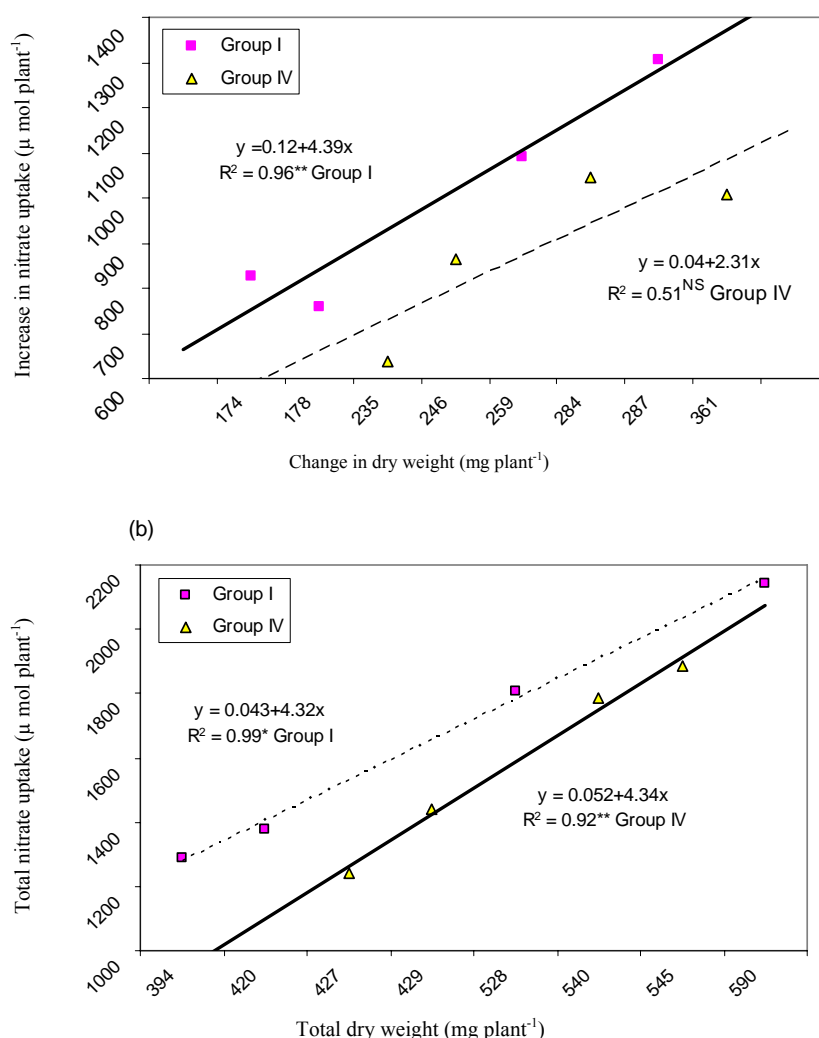 1400
1300
1200
1100
1000
900
800
700
600
Increase in nitrate uptake (µ mol plant⁻¹)
Group I
Group IV
y =0.12+4.39x
R² = 0.96** Group I
y = 0.04+2.31x
R² = 0.51ᴺˢ Group IV
174 178 235 246 259 284 287 361
Change in dry weight (mg plant⁻¹)
(b)
2200
2000
1800
1600
1400
1200
1000
Total nitrate uptake (µ mol plant⁻¹)
Group I
Group IV
y = 0.043+4.32x
R² = 0.99* Group I
y = 0.052+4.34x
R² = 0.92** Group IV
394 420 427 429 528 540 545 590
Total dry weight (mg plant⁻¹)